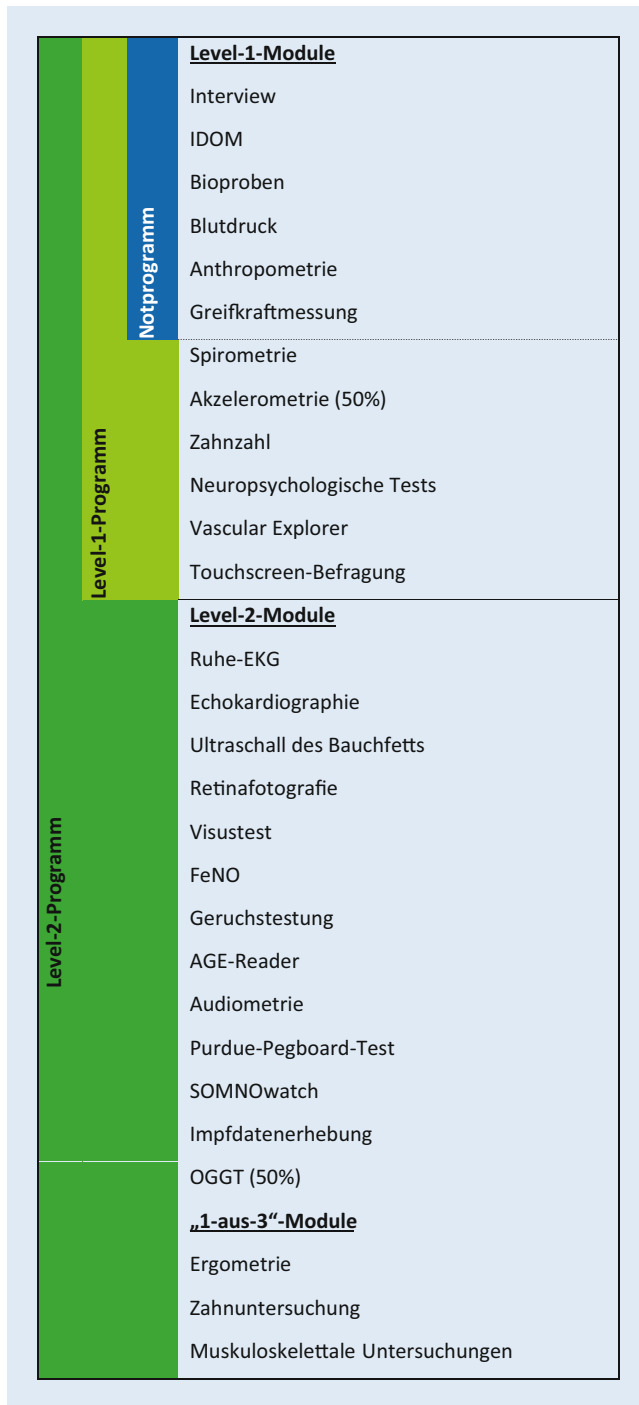 Level-1-Module
Interview
IDOM
Bioproben
Blutdruck
Anthropometrie
Greifkraftmessung
Notprogramm
Spirometrie
Akzelerometrie (50%)
Zahnzahl
Neuropsychologische Tests
Vascular Explorer
Touchscreen-Befragung
Level-1-Programm
Level-2-Module
Ruhe-EKG
Echokardiographie
Ultraschall des Bauchfetts
Retinafotografie
Visustest
FeNO
Geruchstestung
AGE-Reader
Audiometrie
Purdue-Pegboard-Test
SOMNOwatch
Impfdatenerhebung
OGGT (50%)
Level-2-Programm
„1-aus-3“-Module
Ergometrie
Zahnuntersuchung
Muskuloskelettale Untersuchungen